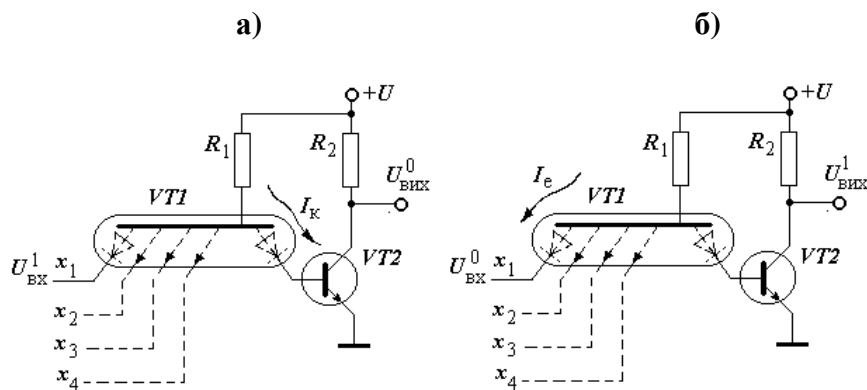 а) б)
+U +U
R1 R2 U⁰вих R1 R2 U¹вих
VT1 Iк Iе VT1
U¹вх x1 VT2 U⁰вх x1 VT2
x2 x2
x3 x3
x4 x4